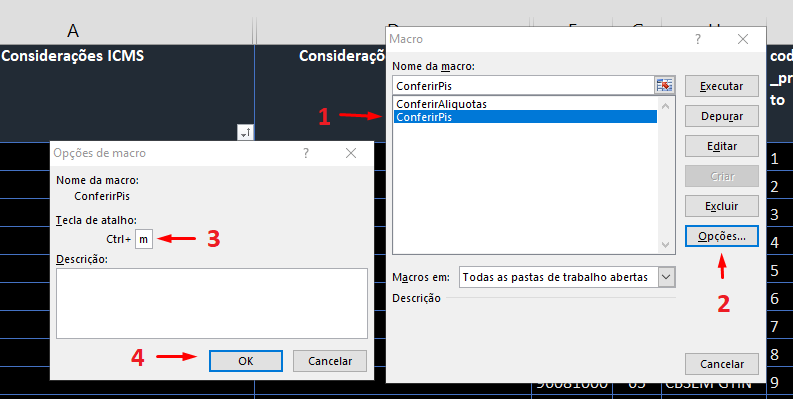 A
Considerações ICMS
Consideraçõ
cod
_pr
to
Macro
?
Nome da macro:
ConferirPis
ConferirAliquotas
ConferirPis
1
Executar
Depurar
Editar
Criar
Excluir
Opções...
2
Macros em:
Todas as pastas de trabalho abertas
Descrição
Cancelar
Opções de macro
?
Nome da macro:
ConferirPis
Tecla de atalho:
Ctrl+ m
3
Descrição:
4
OK
Cancelar
1
2
3
4
5
6
7
8
9